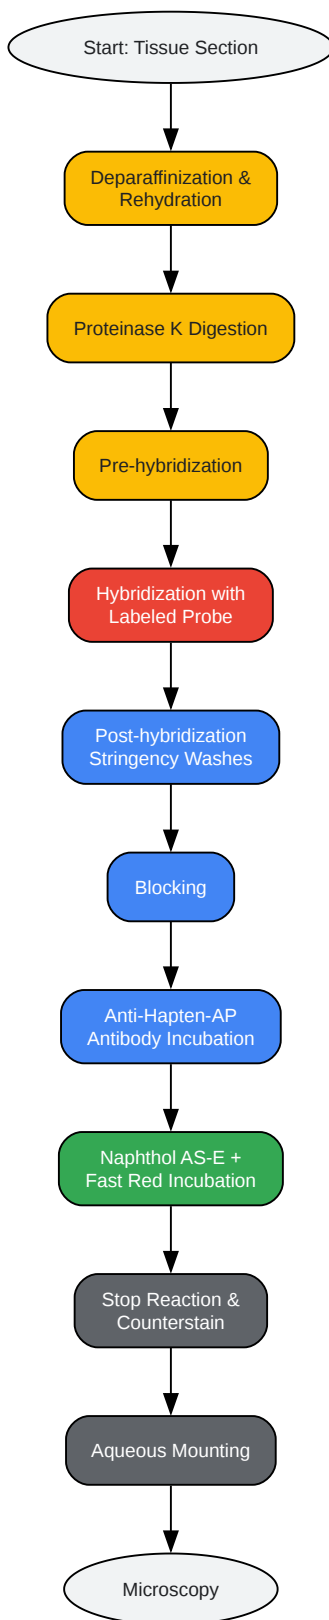 Start: Tissue Section
Deparaffinization &
Rehydration
Proteinase K Digestion
Pre-hybridization
Hybridization with
Labeled Probe
Post-hybridization
Stringency Washes
Blocking
Anti-Hapten-AP
Antibody Incubation
Naphthol AS-E +
Fast Red Incubation
Stop Reaction &
Counterstain
Aqueous Mounting
Microscopy